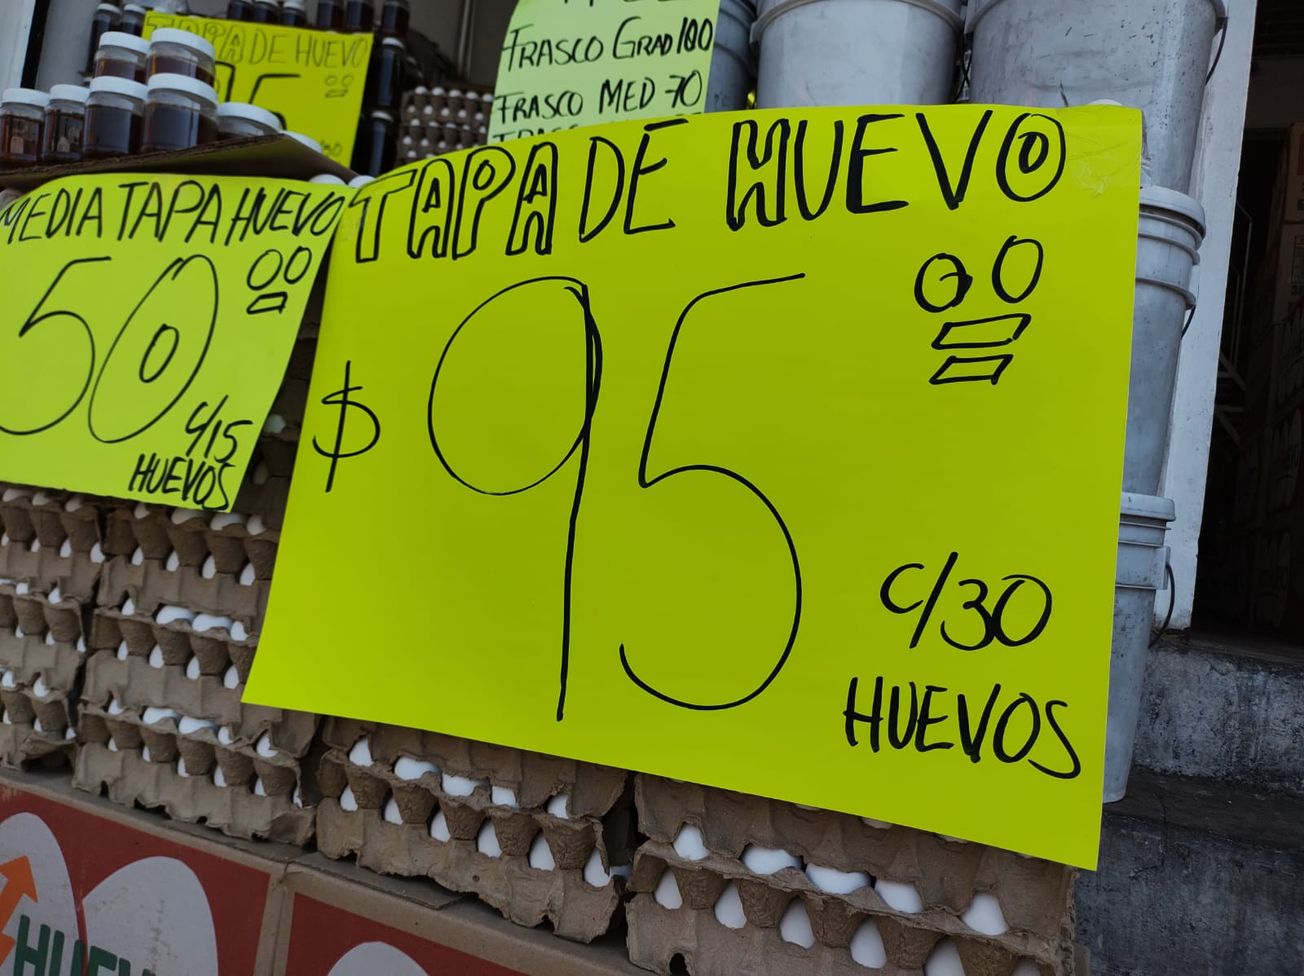 TAPA DE HUEVO
FRASCO GRAD 100
FRASCO MED 70
MEDIA TAPA HUEVO
50 00
C/15
HUEVOS
TAPA DE HUEVO
$ 95 00
C/30
HUEVOS